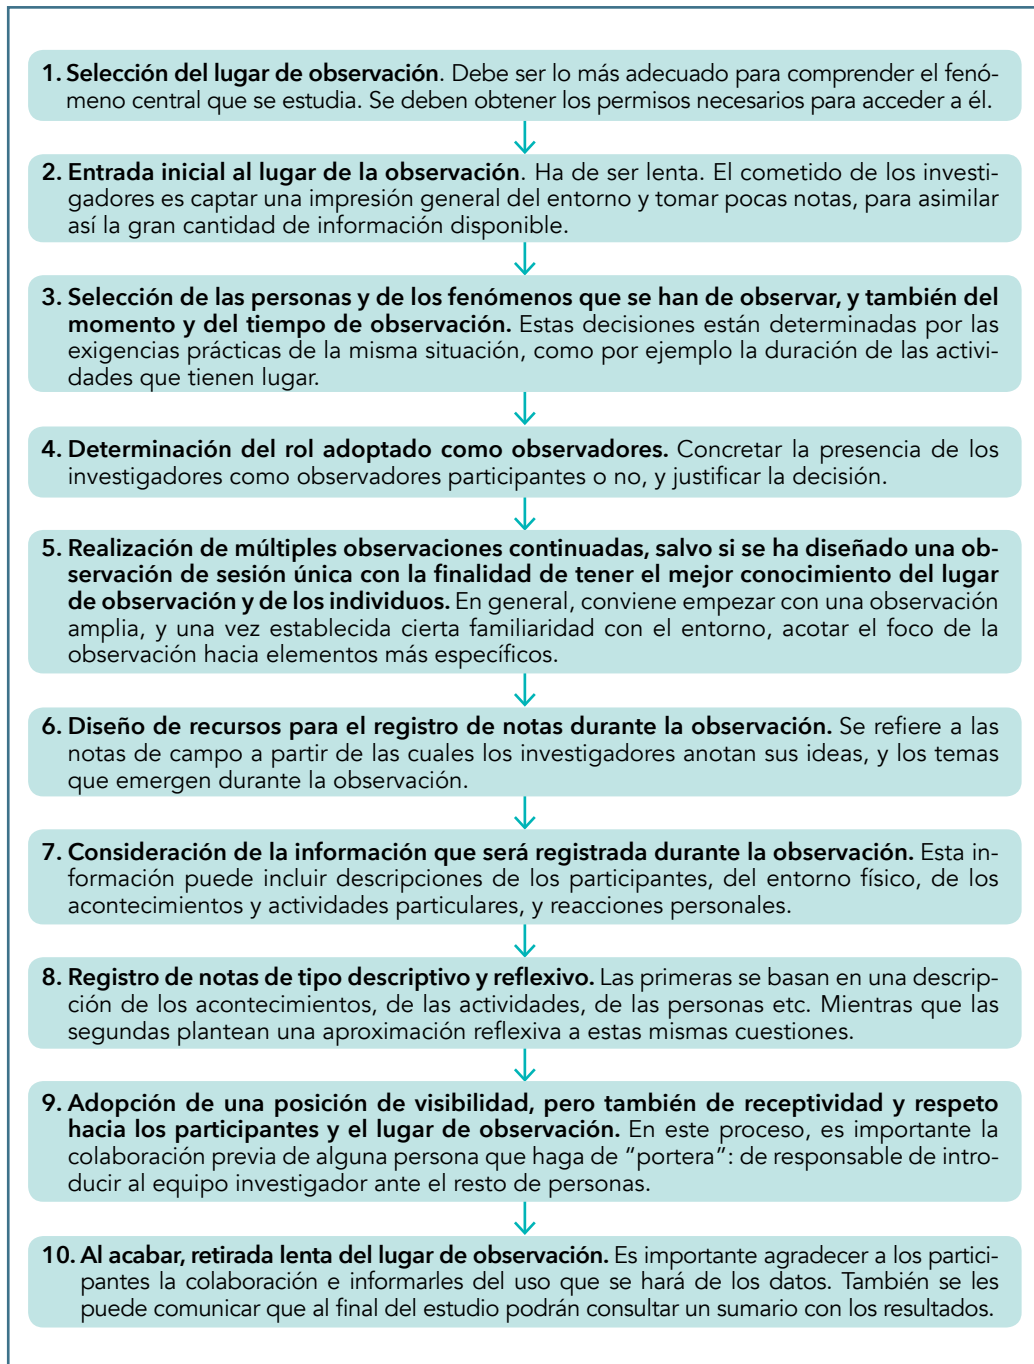 1. Selección del lugar de observación. Debe ser lo más adecuado para comprender el fenó-
meno central que se estudia. Se deben obtener los permisos necesarios para acceder a él.
2. Entrada inicial al lugar de la observación. Ha de ser lenta. El cometido de los investi-
gadores es captar una impresión general del entorno y tomar pocas notas, para asimilar
así la gran cantidad de información disponible.
3. Selección de las personas y de los fenómenos que se han de observar, y también del
momento y del tiempo de observación. Estas decisiones están determinadas por las
exigencias prácticas de la misma situación, como por ejemplo la duración de las activi-
dades que tienen lugar.
4. Determinación del rol adoptado como observadores. Concretar la presencia de los
investigadores como observadores participantes o no, y justificar la decisión.
5. Realización de múltiples observaciones continuadas, salvo si se ha diseñado una ob-
servación de sesión única con la finalidad de tener el mejor conocimiento del lugar
de observación y de los individuos. En general, conviene empezar con una observación
amplia, y una vez establecida cierta familiaridad con el entorno, acotar el foco de la
observación hacia elementos más específicos.
6. Diseño de recursos para el registro de notas durante la observación. Se refiere a las
notas de campo a partir de las cuales los investigadores anotan sus ideas, y los temas
que emergen durante la observación.
7. Consideración de la información que será registrada durante la observación. Esta in-
formación puede incluir descripciones de los participantes, del entorno físico, de los
acontecimientos y actividades particulares, y reacciones personales.
8. Registro de notas de tipo descriptivo y reflexivo. Las primeras se basan en una descrip-
ción de los acontecimientos, de las actividades, de las personas etc. Mientras que las
segundas plantean una aproximación reflexiva a estas mismas cuestiones.
9. Adopción de una posición de visibilidad, pero también de receptividad y respeto
hacia los participantes y el lugar de observación. En este proceso, es importante la
colaboración previa de alguna persona que haga de “portera”: de responsable de intro-
ducir al equipo investigador ante el resto de personas.
10. Al acabar, retirada lenta del lugar de observación. Es importante agradecer a los partici-
pantes la colaboración e informarles del uso que se hará de los datos. También se les
puede comunicar que al final del estudio podrán consultar un sumario con los resultados.